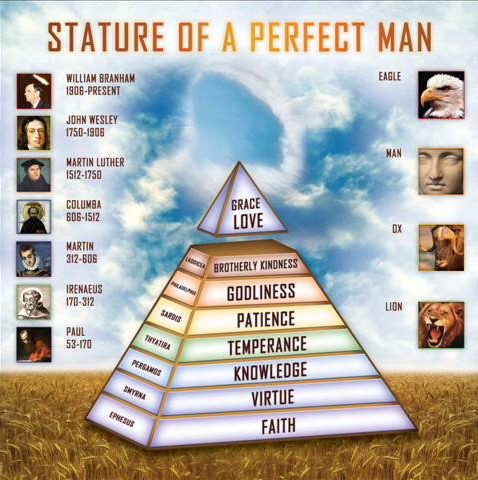 STATURE OF A PERFECT MAN
WILLIAM BRANHAM
1906-PRESENT
JOHN WESLEY
1750-1906
MARTIN LUTHER
1512-1750
COLUMBA
606-1512
MARTIN
312-606
IRENAEUS
170-312
PAUL
53-170
EAGLE
MAN
OX
LION
GRACE
LOVE
LAODICEA
BROTHERLY KINDNESS
PHILADELPHIA
GODLINESS
SARDIS
PATIENCE
THYATIRA
TEMPERANCE
PERGAMOS
KNOWLEDGE
SMYRNA
VIRTUE
EPHESUS
FAITH